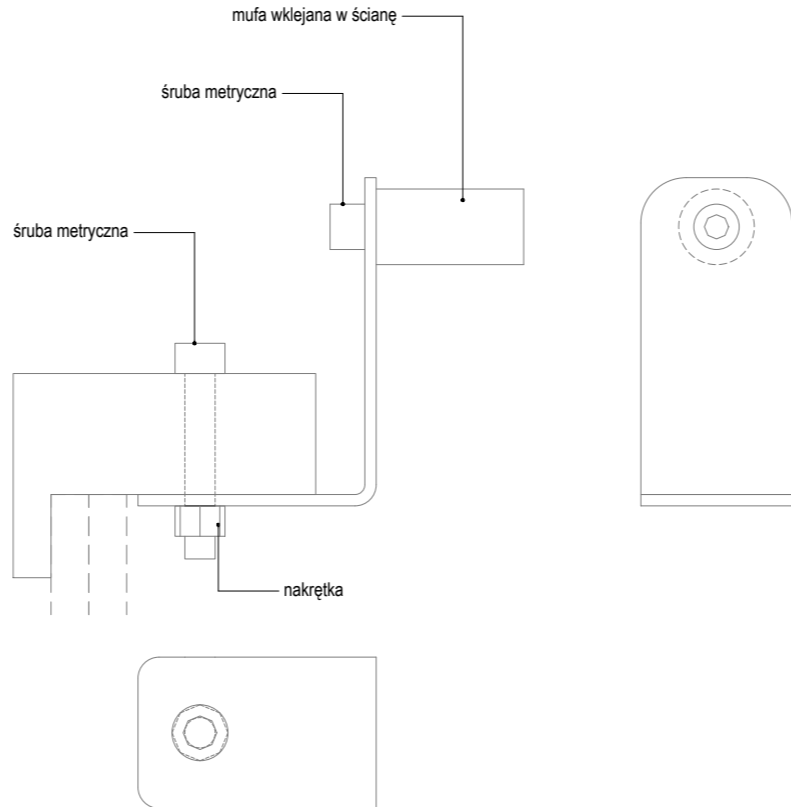 mufa wklejana w ścianę
śruba metryczna
śruba metryczna
nakrętka